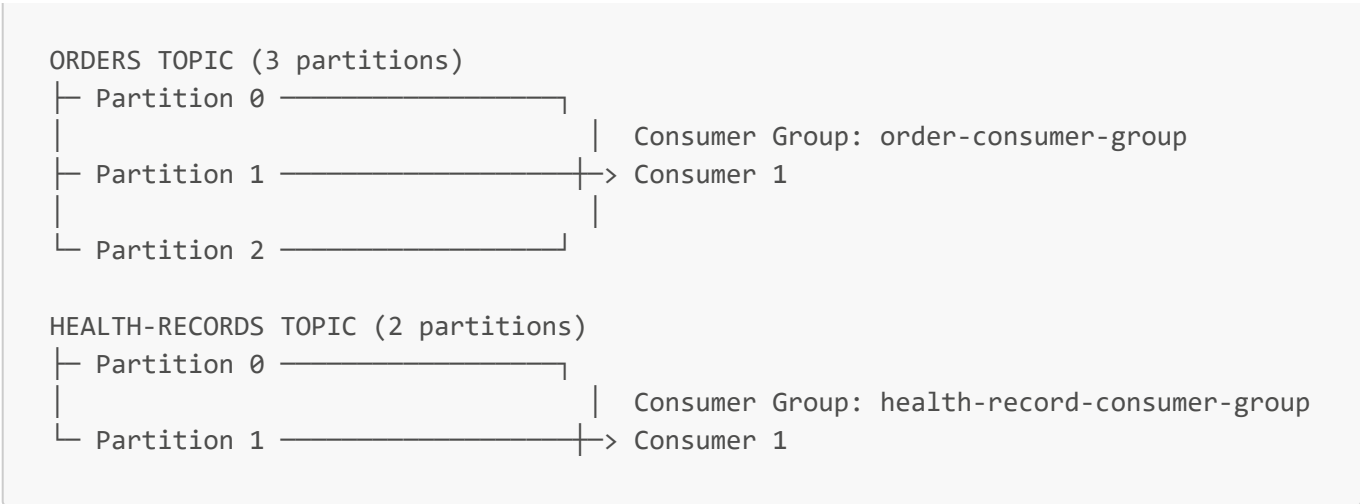 ORDERS TOPIC (3 partitions)
├─ Partition 0 ──────────────────┐
│ │ Consumer Group: order-consumer-group
├─ Partition 1 ───────────────────┼─> Consumer 1
│ │
└─ Partition 2 ──────────────────┘
HEALTH-RECORDS TOPIC (2 partitions)
├─ Partition 0 ──────────────────┐
│ │ Consumer Group: health-record-consumer-group
└─ Partition 1 ───────────────────┼─> Consumer 1